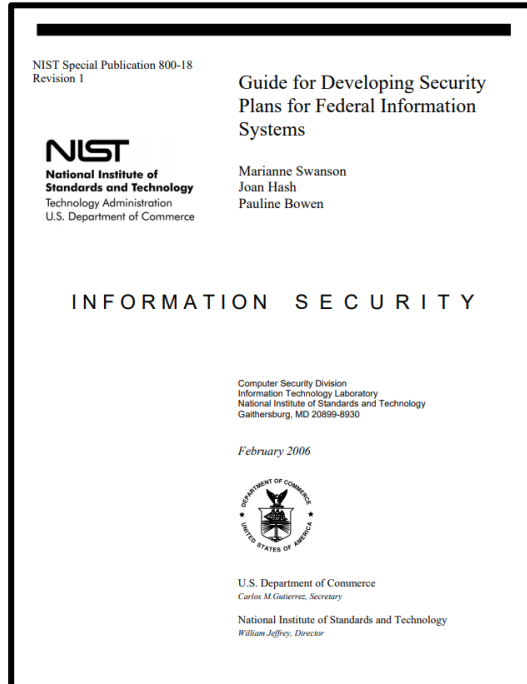 NIST Special Publication 800-18
Revision 1
Guide for Developing Security
Plans for Federal Information
Systems
NIST
National Institute of
Standards and Technology
Technology Administration
U.S. Department of Commerce
Marianne Swanson
Joan Hash
Pauline Bowen
INFORMATION SECURITY
Computer Security Division
Information Technology Laboratory
National Institute of Standards and Technology
Gaithersburg, MD 20899-8930
February 2006
DEPARTMENT OF COMMERCE
UNITED STATES OF AMERICA
U.S. Department of Commerce
Carlos M.Gutierrez, Secretary
National Institute of Standards and Technology
William Jeffrey, Director